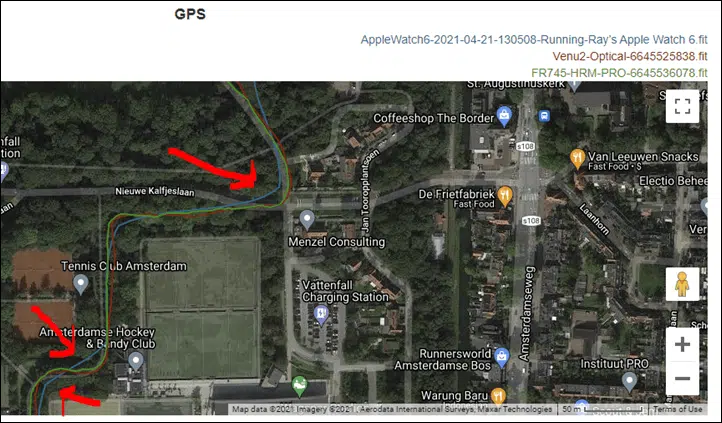 GPS
AppleWatch6-2021-04-21-130508-Running-Ray's Apple Watch 6.fit
Venu2-Optical-6645525838.fit
FR745-HRM-PRO-6645536078.fit
St. Augustinuskerk
Coffeeshop The Border
s108
Van Leeuwen Snacks
Fast Food • $
Jan Tooropplantsoen
Nieuwe Kalfjeslaan
De Frietfabriek
Fast Food
Electio Behee
s108
Laanhorn
Menzel Consulting
Tennis Club Amsterdam
Vattenfall
Charging Station
Amsterdamseweg
Amsterdamse Hockey
& Bandy Club
Runnersworld
Amsterdamse Bos
Instituut PRO
Warung Baru
Map data ©2021 Imagery ©2021 , Aerodata International Surveys, Maxar Technologies
50 m
Terms of Use